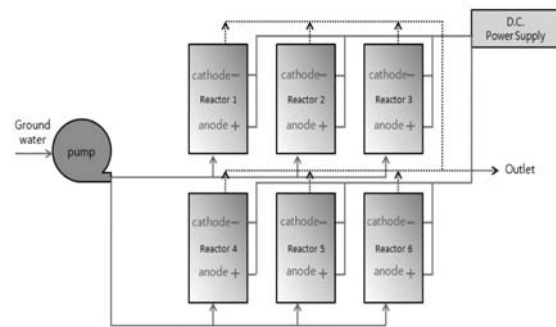 D.C.
Power Supply
cathode-
cathode-
cathode-
Reactor 1
Reactor 2
Reactor 3
anode +
anode +
anode +
Ground
water
pump
Outlet
cathode-
cathode-
cathode-
Reactor 4
Reactor 5
Reactor 6
anode +
anode +
anode +